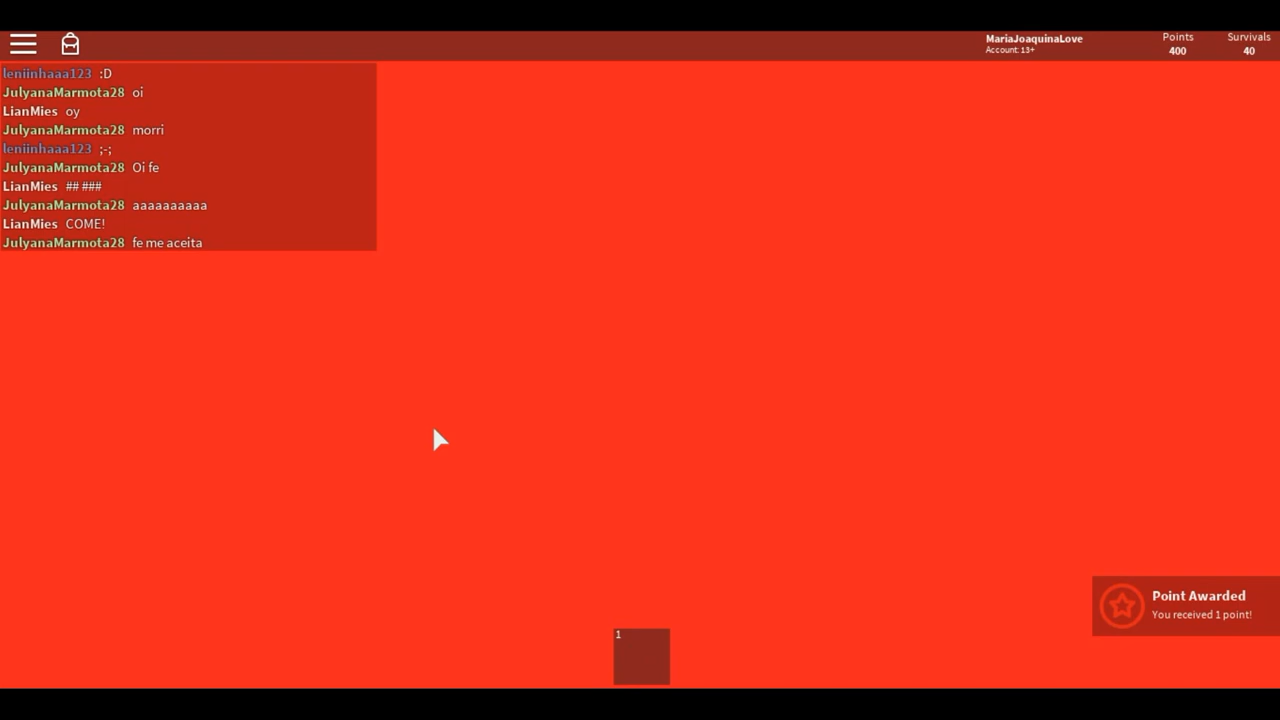 MariaJoaquinaLove
Account: 13+
Points
400
Survivals
40
leniinhaaa123 :D
JulyanaMarmota28 oi
LianMies oy
JulyanaMarmota28 morri
leniinhaaa123 ;-;
JulyanaMarmota28 Oi fe
LianMies ## ###
JulyanaMarmota28 aaaaaaaaaa
LianMies COME!
JulyanaMarmota28 fe me aceita
Point Awarded
You received 1 point!
1